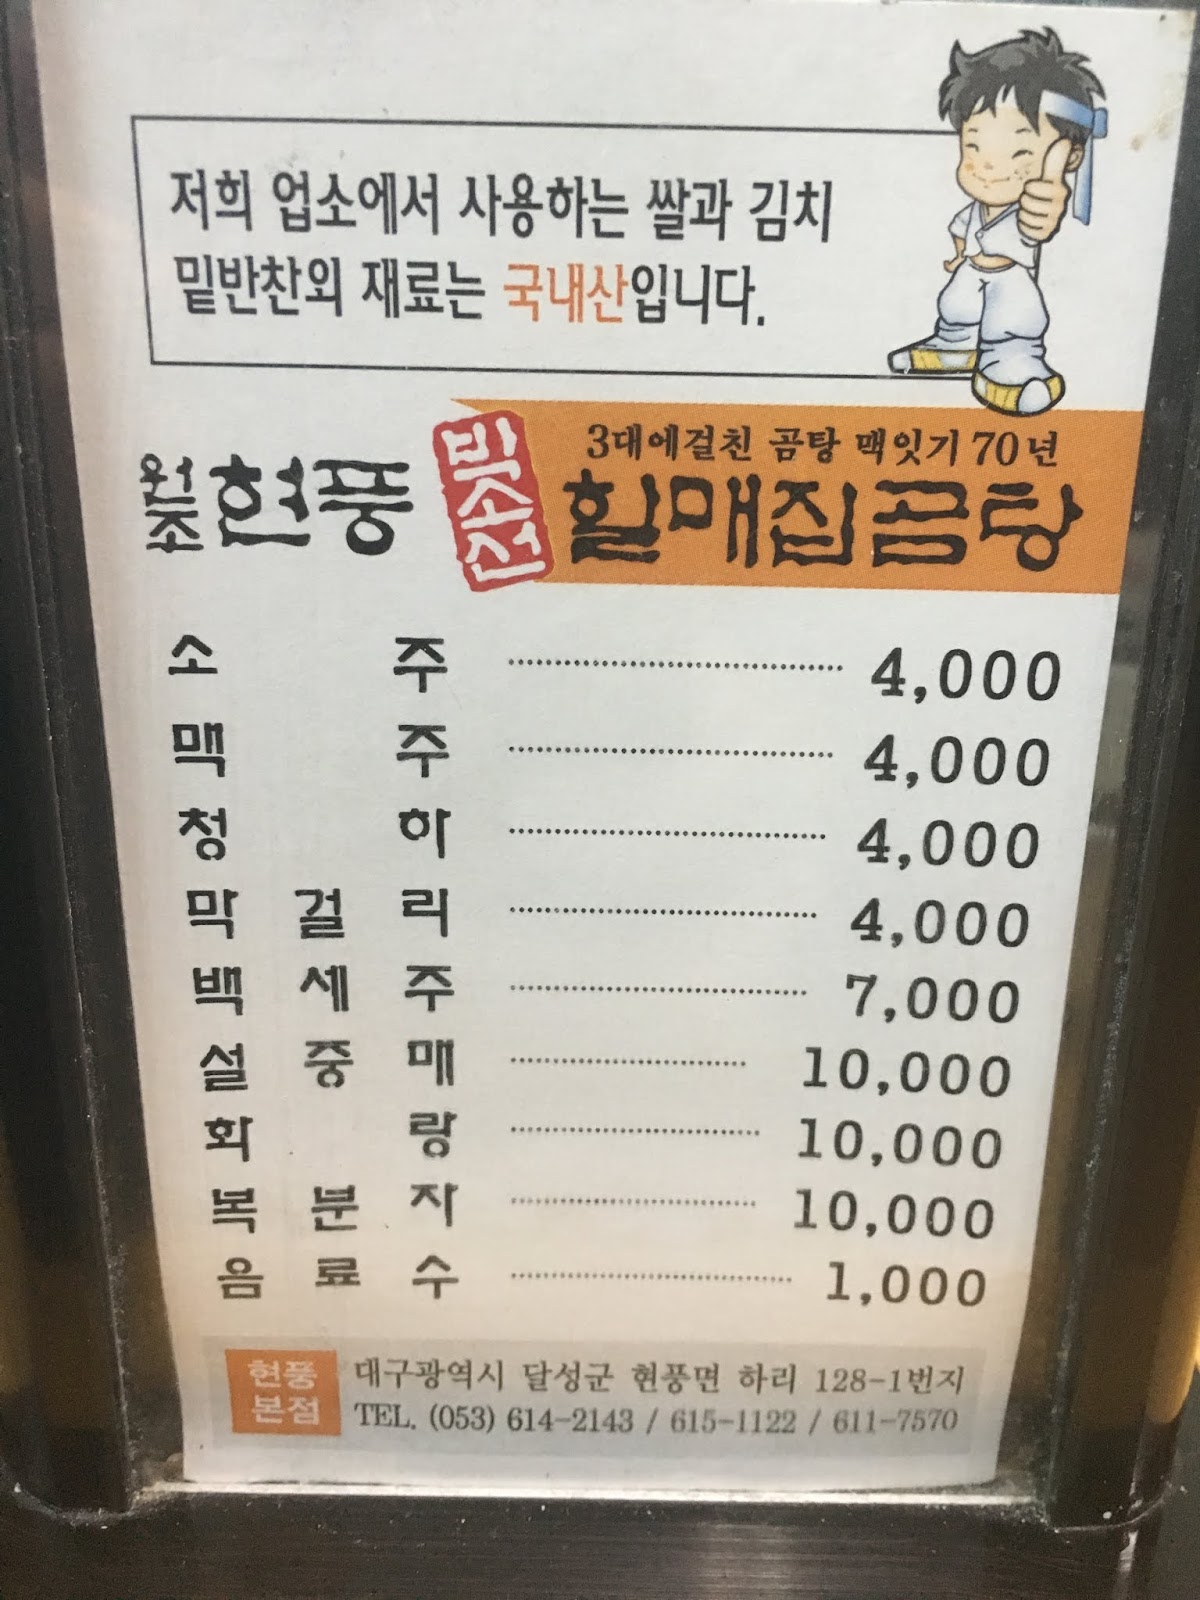 저희 업소에서 사용하는 쌀과 김치
밑반찬외 재료는 국내산입니다.
3대에걸친 곰탕 맥잇기 70년
원조 현풍 박소선 할매집곰탕
소 주 4,000
맥 주 4,000
청 하 4,000
막 걸 리 4,000
백 세 주 7,000
설 중 매 10,000
화 랑 10,000
복 분 자 10,000
음 료 수 1,000
현풍 본점
대구광역시 달성군 현풍면 하리 128-1번지
TEL. (053) 614-2143 / 615-1122 / 611-7570